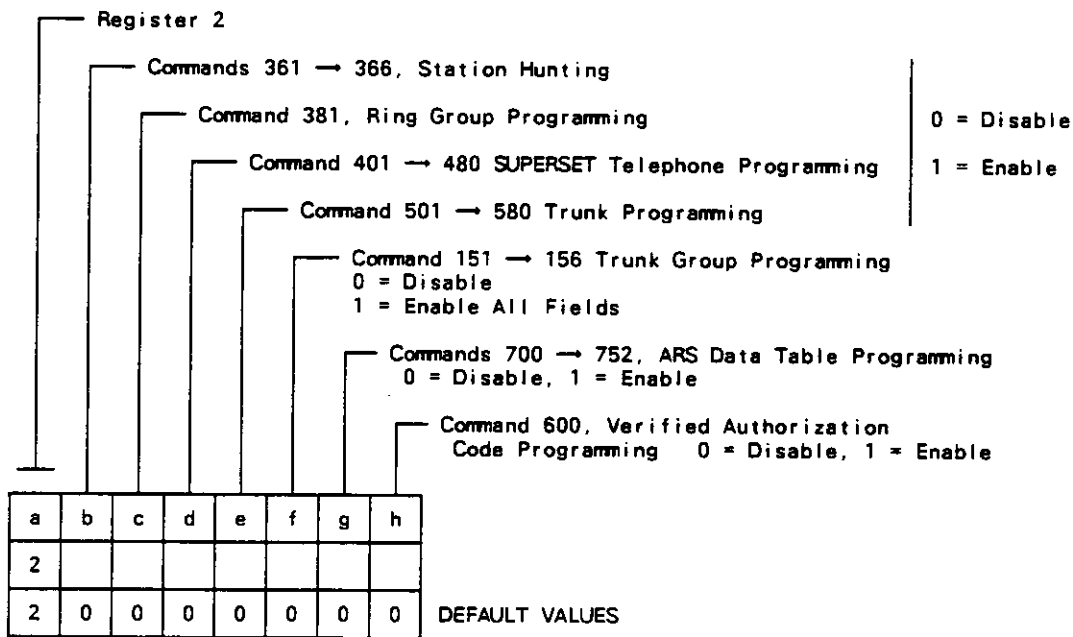 Register 2
Commands 361 → 366, Station Hunting
Command 381, Ring Group Programming
0 = Disable
Command 401 → 480 SUPERSET Telephone Programming
1 = Enable
Command 501 → 580 Trunk Programming
Command 151 → 156 Trunk Group Programming
0 = Disable
1 = Enable All Fields
Commands 700 → 752, ARS Data Table Programming
0 = Disable, 1 = Enable
Command 600, Verified Authorization
Code Programming 0 = Disable, 1 = Enable
a b c d e f g h
2
2 0 0 0 0 0 0 0 DEFAULT VALUES